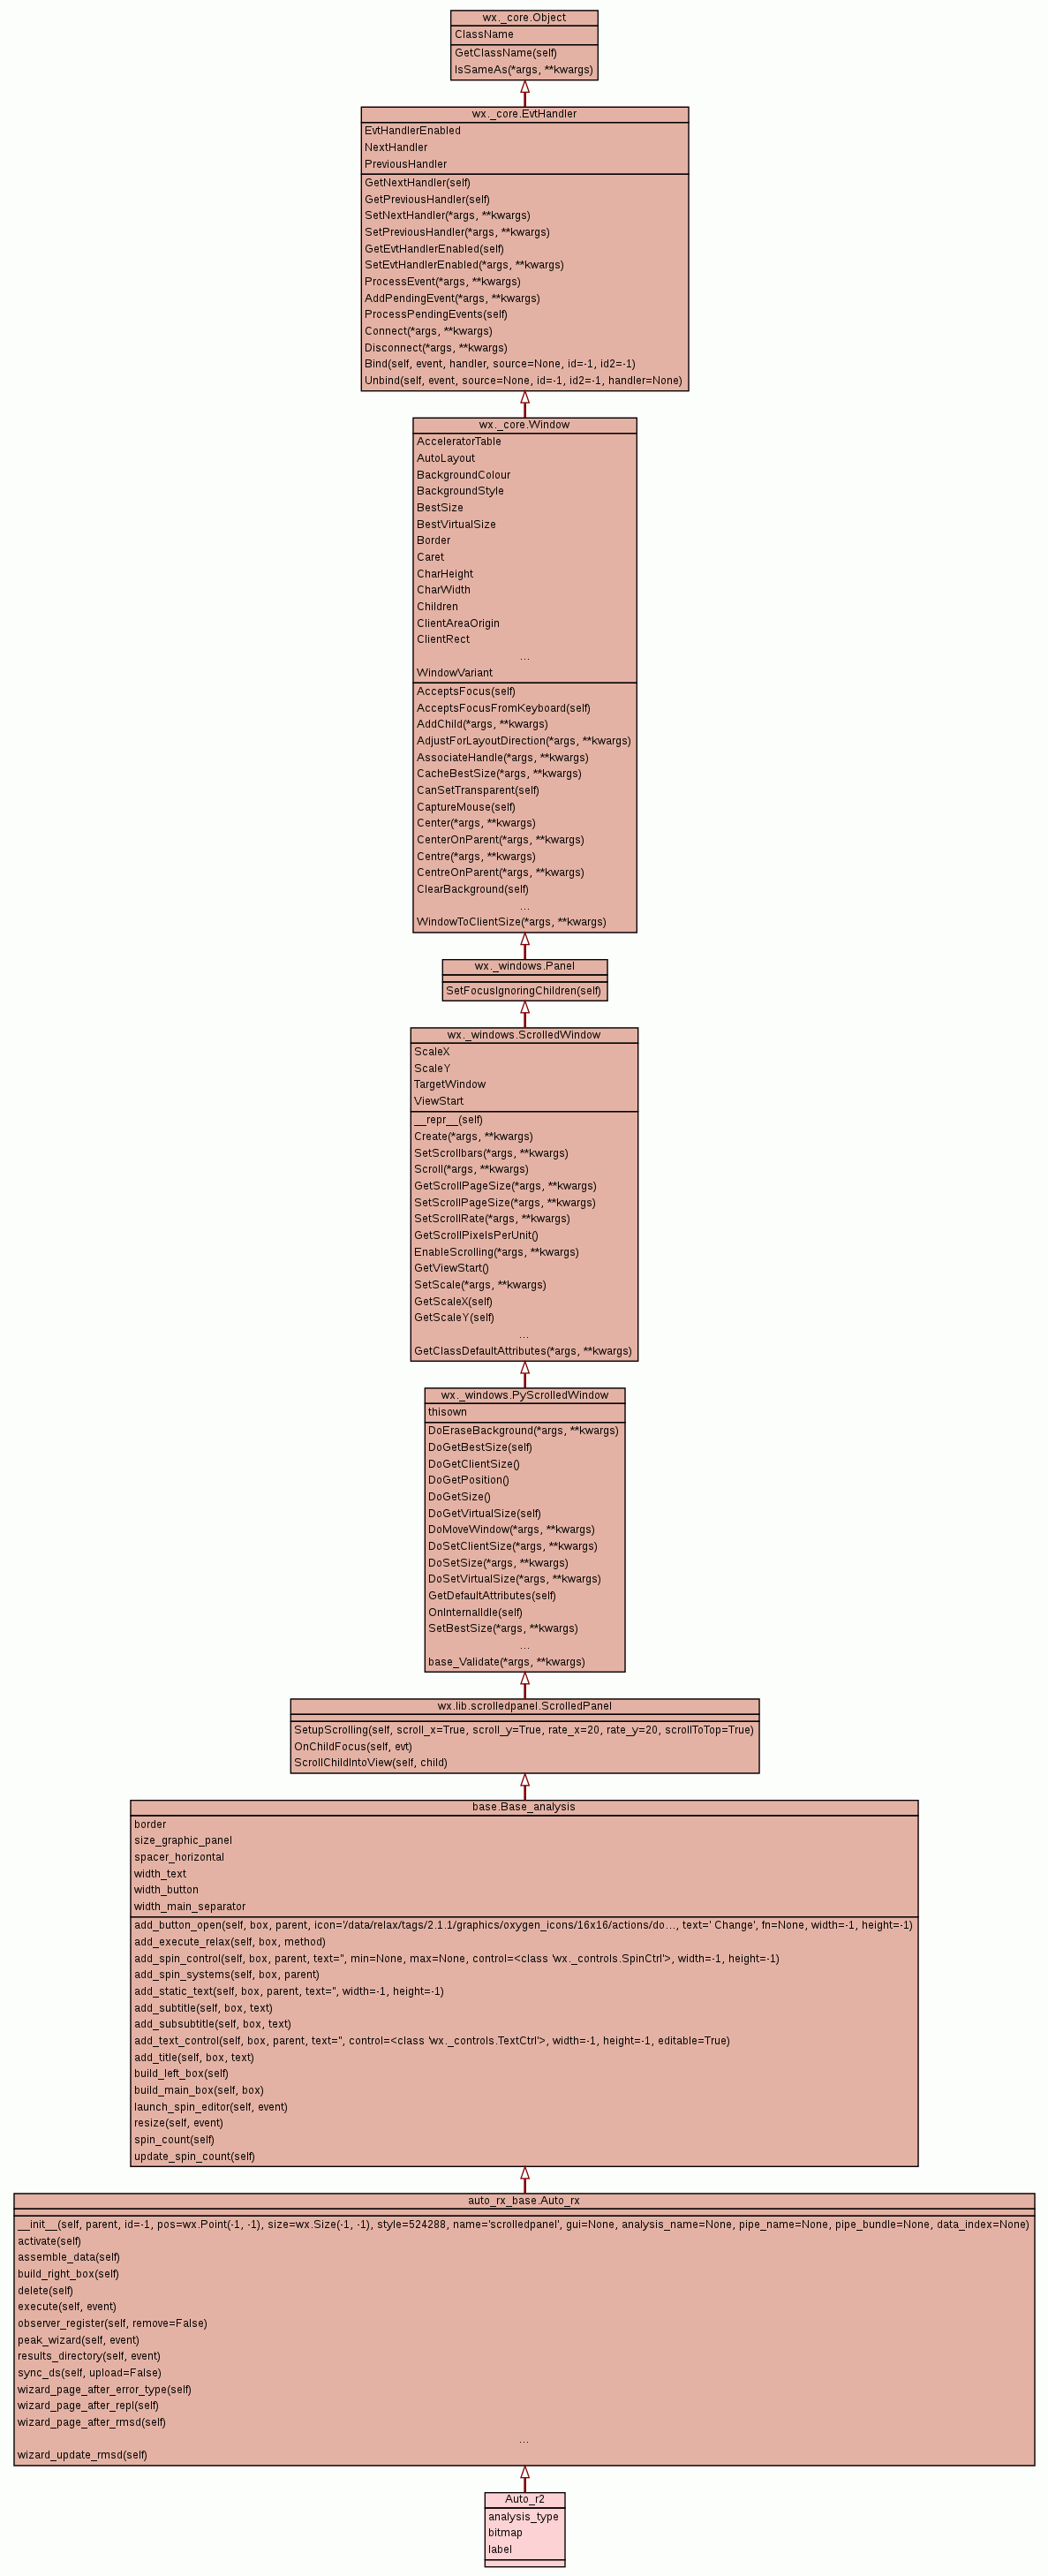 wx._core.Object
ClassName
GetClassName(self)
IsSameAs(*args, **kwargs)
wx._core.EvtHandler
EvtHandlerEnabled
NextHandler
PreviousHandler
GetNextHandler(self)
GetPreviousHandler(self)
SetNextHandler(*args, **kwargs)
SetPreviousHandler(*args, **kwargs)
GetEvtHandlerEnabled(self)
SetEvtHandlerEnabled(*args, **kwargs)
ProcessEvent(*args, **kwargs)
AddPendingEvent(*args, **kwargs)
ProcessPendingEvents(self)
Connect(*args, **kwargs)
Disconnect(*args, **kwargs)
Bind(self, event, handler, source=None, id=-1, id2=-1)
Unbind(self, event, source=None, id=-1, id2=-1, handler=None)
wx._core.Window
AcceleratorTable
AutoLayout
BackgroundColour
BackgroundStyle
BestSize
BestVirtualSize
Border
Caret
CharHeight
CharWidth
Children
ClientAreaOrigin
ClientRect
...
WindowVariant
AcceptsFocus(self)
AcceptsFocusFromKeyboard(self)
AddChild(*args, **kwargs)
AdjustForLayoutDirection(*args, **kwargs)
AssociateHandle(*args, **kwargs)
CacheBestSize(*args, **kwargs)
CanSetTransparent(self)
CaptureMouse(self)
Center(*args, **kwargs)
CenterOnParent(*args, **kwargs)
Centre(*args, **kwargs)
CentreOnParent(*args, **kwargs)
ClearBackground(self)
...
WindowToClientSize(*args, **kwargs)
wx._windows.Panel
SetFocusIgnoringChildren(self)
wx._windows.ScrolledWindow
ScaleX
ScaleY
TargetWindow
ViewStart
__repr__(self)
Create(*args, **kwargs)
SetScrollbars(*args, **kwargs)
Scroll(*args, **kwargs)
GetScrollPageSize(*args, **kwargs)
SetScrollPageSize(*args, **kwargs)
SetScrollRate(*args, **kwargs)
GetScrollPixelsPerUnit()
EnableScrolling(*args, **kwargs)
GetViewStart()
SetScale(*args, **kwargs)
GetScaleX(self)
GetScaleY(self)
...
GetClassDefaultAttributes(*args, **kwargs)
wx._windows.PyScrolledWindow
thisown
DoEraseBackground(*args, **kwargs)
DoGetBestSize(self)
DoGetClientSize()
DoGetPosition()
DoGetSize()
DoGetVirtualSize(self)
DoMoveWindow(*args, **kwargs)
DoSetClientSize(*args, **kwargs)
DoSetSize(*args, **kwargs)
DoSetVirtualSize(*args, **kwargs)
GetDefaultAttributes(self)
OnInternalIdle(self)
SetBestSize(*args, **kwargs)
...
base_Validate(*args, **kwargs)
wx.lib.scrolledpanel.ScrolledPanel
SetupScrolling(self, scroll_x=True, scroll_y=True, rate_x=20, rate_y=20, scrollToTop=True)
OnChildFocus(self, evt)
ScrollChildIntoView(self, child)
base.Base_analysis
border
size_graphic_panel
spacer_horizontal
width_text
width_button
width_main_separator
add_button_open(self, box, parent, icon='/data/relax/tags/2.1.1/graphics/oxygen_icons/16x16/actions/do..., text=' Change', fn=None, width=-1, height=-1)
add_execute_relax(self, box, method)
add_spin_control(self, box, parent, text='', min=None, max=None, control=<class 'wx._controls.SpinCtrl'>, width=-1, height=-1)
add_spin_systems(self, box, parent)
add_static_text(self, box, parent, text='', width=-1, height=-1)
add_subtitle(self, box, text)
add_subsubtitle(self, box, text)
add_text_control(self, box, parent, text='', control=<class 'wx._controls.TextCtrl'>, width=-1, height=-1, editable=True)
add_title(self, box, text)
build_left_box(self)
build_main_box(self, box)
launch_spin_editor(self, event)
resize(self, event)
spin_count(self)
update_spin_count(self)
auto_rx_base.Auto_rx
__init__(self, parent, id=-1, pos=wx.Point(-1, -1), size=wx.Size(-1, -1), style=524288, name='scrolledpanel', gui=None, analysis_name=None, pipe_name=None, pipe_bundle=None, data_index=None)
activate(self)
assemble_data(self)
build_right_box(self)
delete(self)
execute(self, event)
observer_register(self, remove=False)
peak_wizard(self, event)
results_directory(self, event)
sync_ds(self, upload=False)
wizard_page_after_error_type(self)
wizard_page_after_repl(self)
wizard_page_after_rmsd(self)
...
wizard_update_rmsd(self)
Auto_r2
analysis_type
bitmap
label